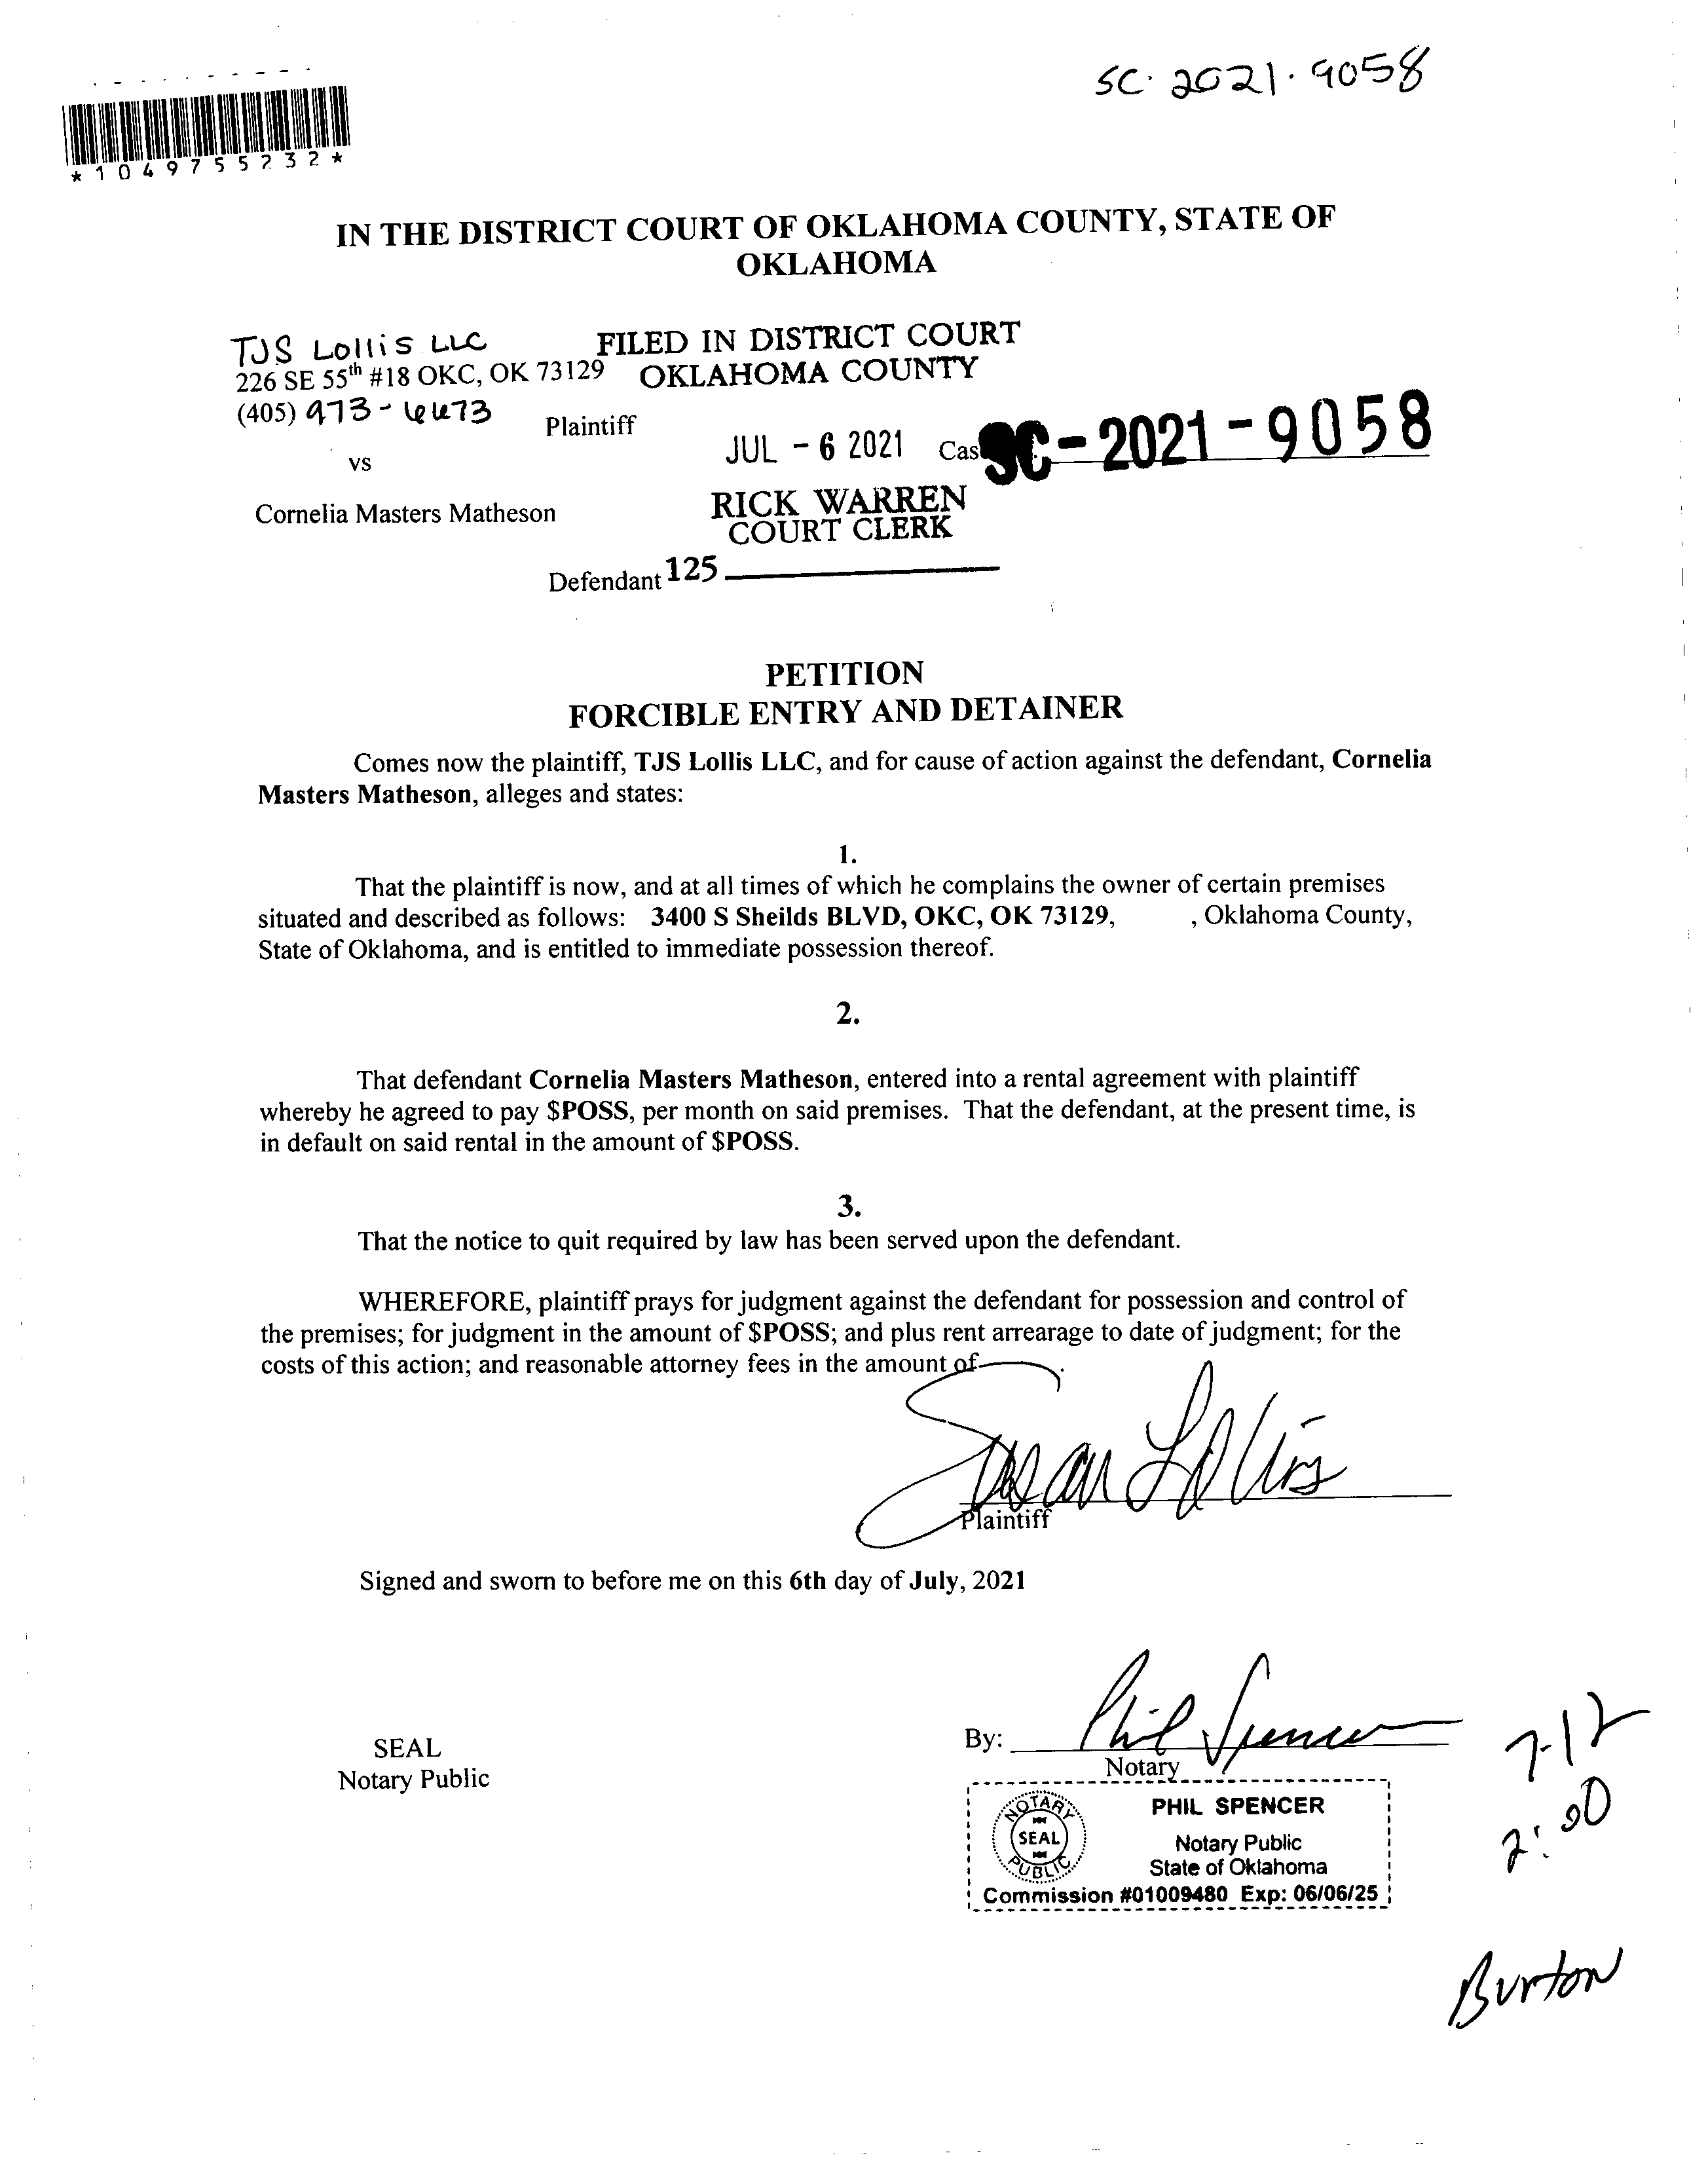 SC. 2021. 9058
*1049755232*
IN THE DISTRICT COURT OF OKLAHOMA COUNTY, STATE OF
OKLAHOMA
TJS Lollis LLC
FILED IN DISTRICT COURT
226 SE 55th #18 OKC, OK 73129
OKLAHOMA COUNTY
(405) 973-6473
Plaintiff
JUL - 6 2021
Cas SC-2021-9058
vs
Cornelia Masters Matheson
RICK WARREN
COURT CLERK
Defendant
125
PETITION
FORCIBLE ENTRY AND DETAINER
Comes now the plaintiff, TJS Lollis LLC, and for cause of action against the defendant, Cornelia
Masters Matheson, alleges and states:
1.
That the plaintiff is now, and at all times of which he complains the owner of certain premises
situated and described as follows: 3400 S Sheilds BLVD, OKC, OK 73129, , Oklahoma County,
State of Oklahoma, and is entitled to immediate possession thereof.
2.
That defendant Cornelia Masters Matheson, entered into a rental agreement with plaintiff
whereby he agreed to pay $POSS, per month on said premises. That the defendant, at the present time, is
in default on said rental in the amount of $POSS.
3.
That the notice to quit required by law has been served upon the defendant.
WHEREFORE, plaintiff prays for judgment against the defendant for possession and control of
the premises; for judgment in the amount of $POSS; and plus rent arrearage to date of judgment; for the
costs of this action; and reasonable attorney fees in the amount of .
Susan Lollis
Plaintiff
Signed and sworn to before me on this 6th day of July, 2021
SEAL
Notary Public
By: Phil Spencer
Notary
NOTARY
SEAL
PUBLIC
PHIL SPENCER
Notary Public
State of Oklahoma
Commission #01009480 Exp: 06/06/25
7-12
2:00
Burton